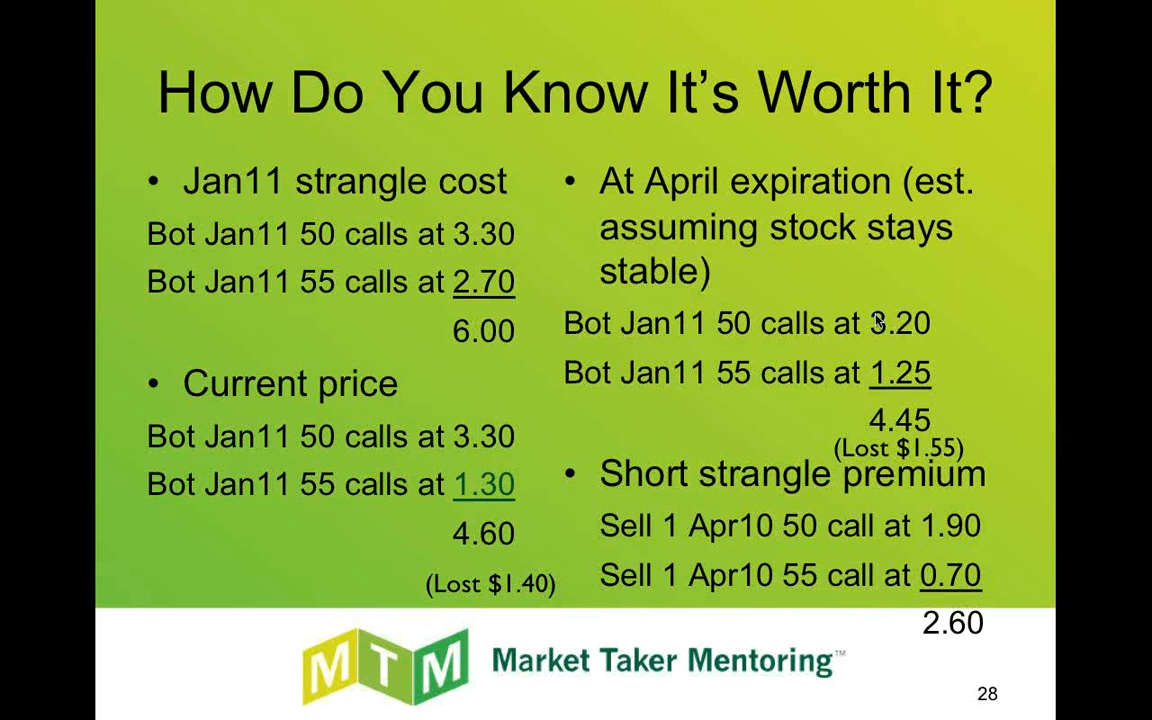 How Do You Know It's Worth It?
• Jan11 strangle cost
Bot Jan11 50 calls at 3.30
Bot Jan11 55 calls at 2.70
6.00
• Current price
Bot Jan11 50 calls at 3.30
Bot Jan11 55 calls at 1.30
4.60
(Lost $1.40)
• At April expiration (est.
assuming stock stays
stable)
Bot Jan11 50 calls at 3.20
Bot Jan11 55 calls at 1.25
4.45
(Lost $1.55)
• Short strangle premium
Sell 1 Apr10 50 call at 1.90
Sell 1 Apr10 55 call at 0.70
2.60
MTM Market Taker Mentoring™
28